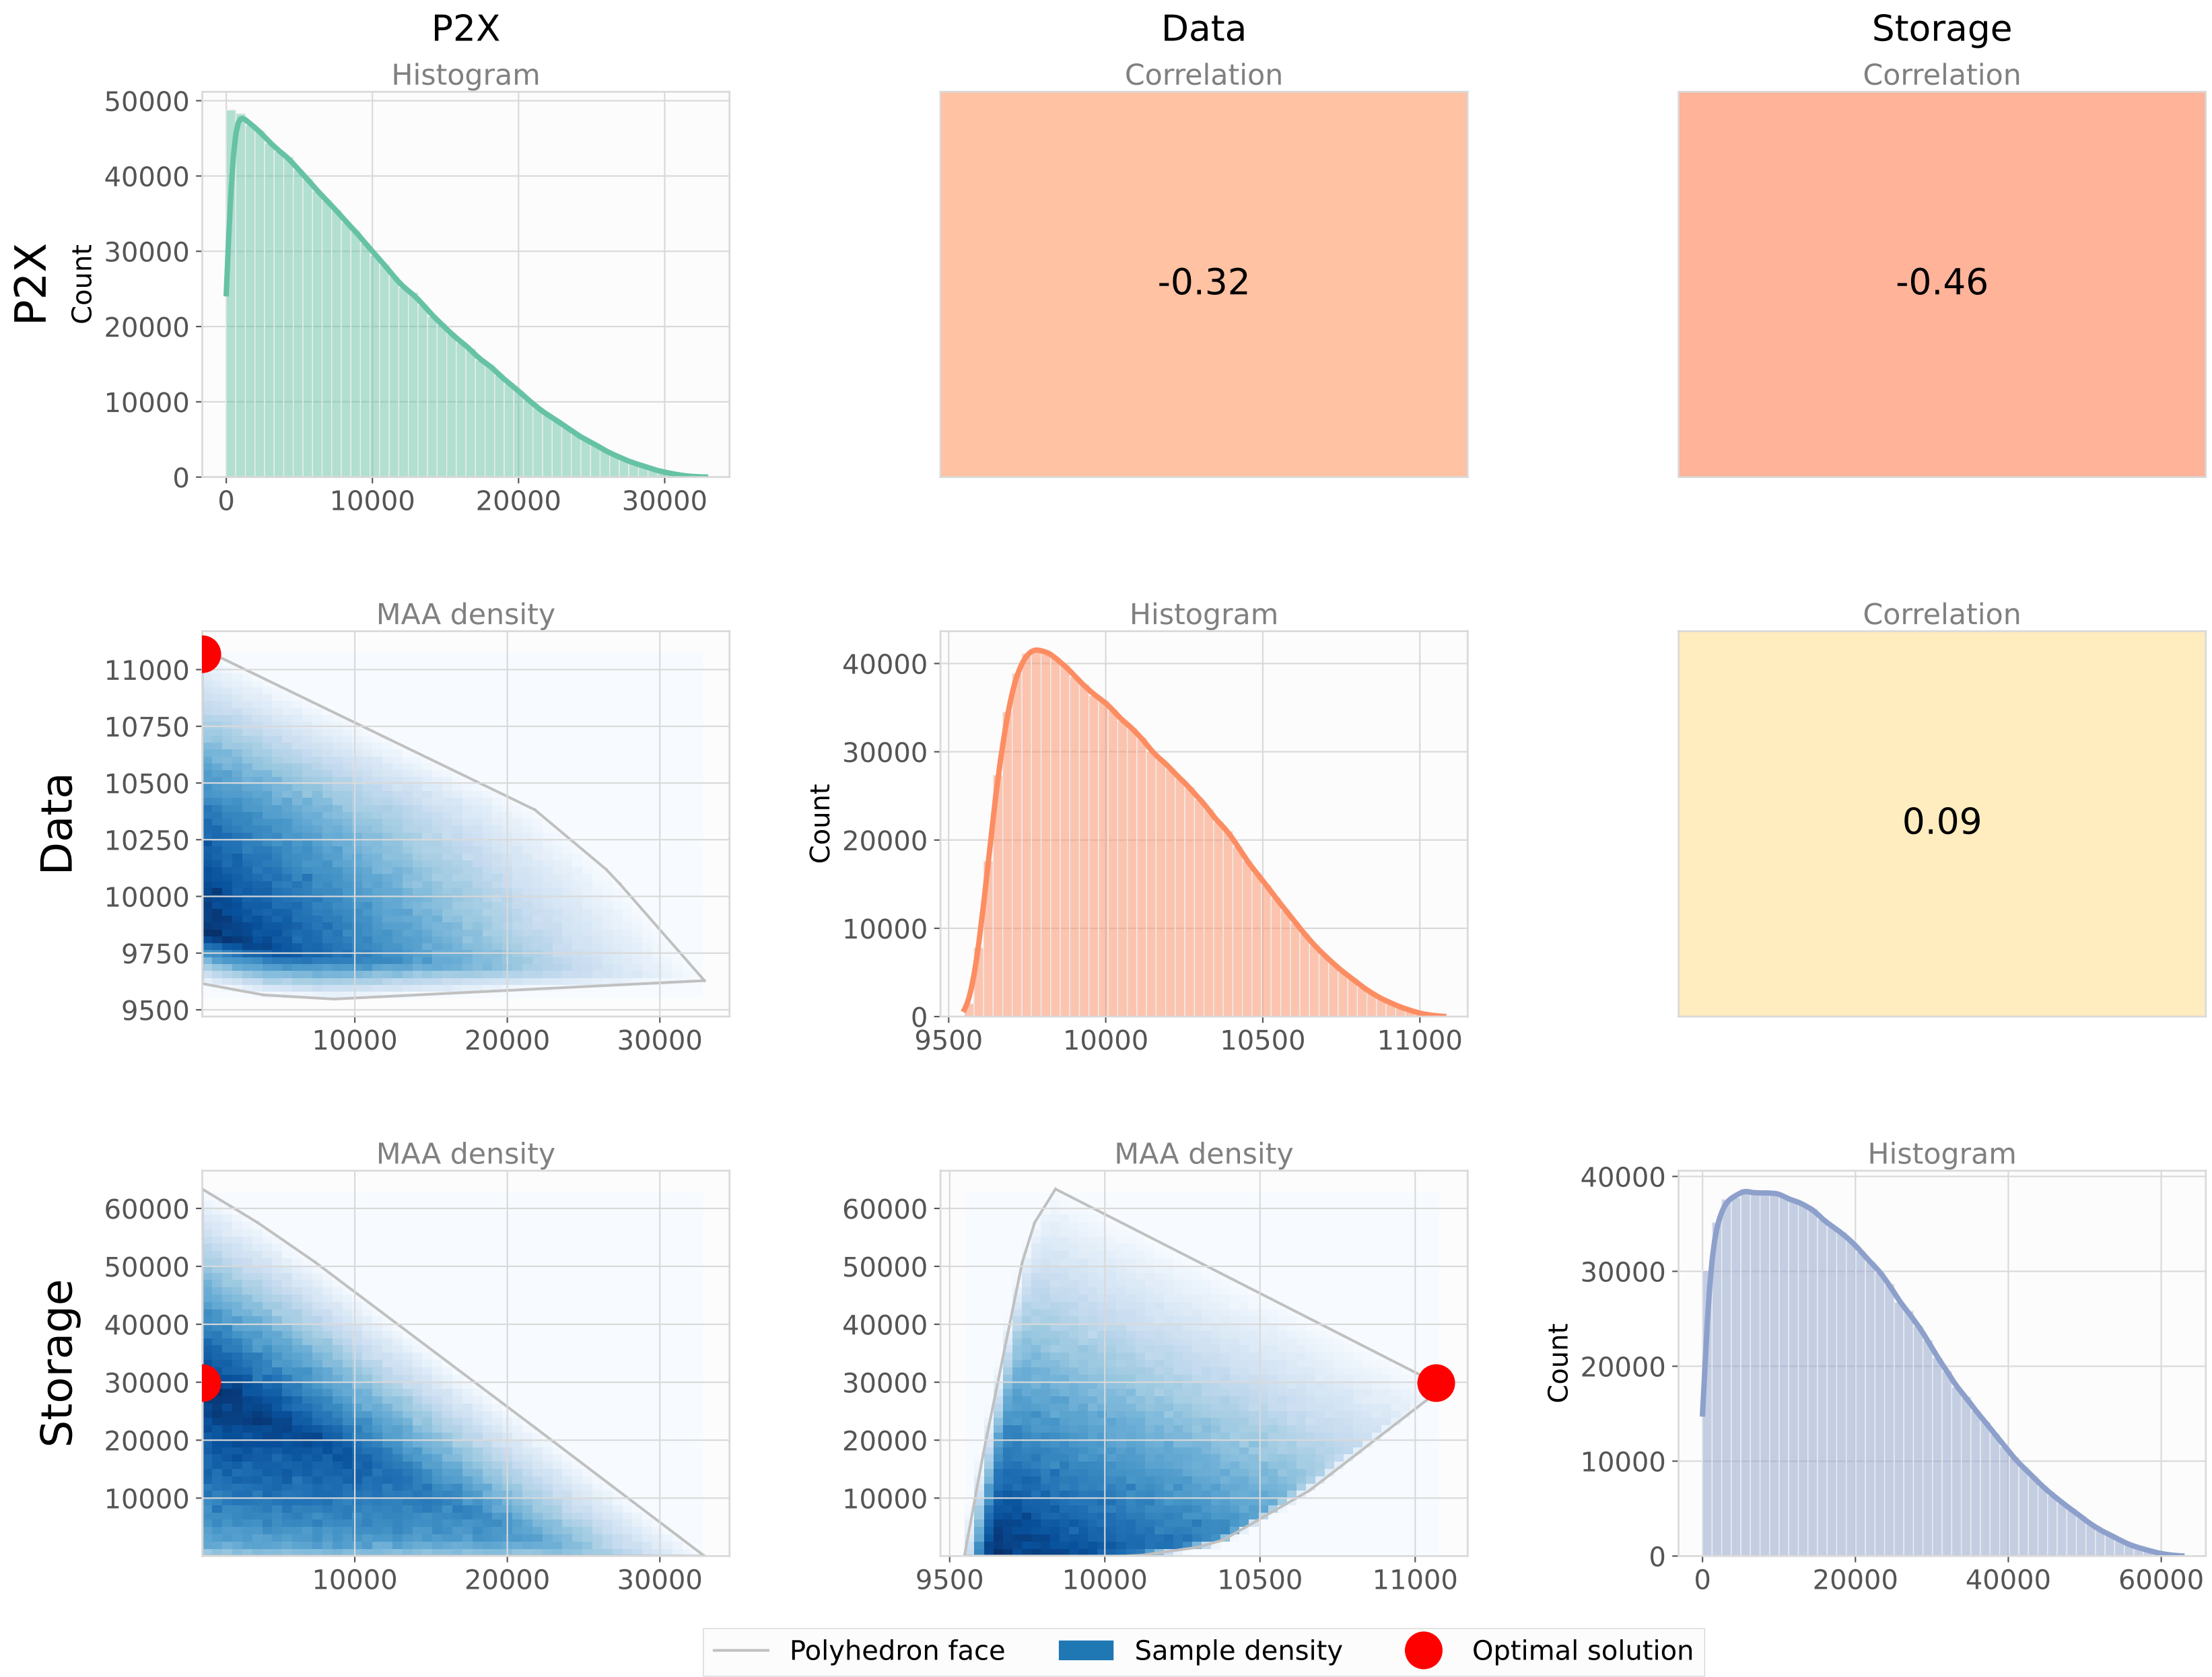 P2X Data Storage
Histogram Correlation Correlation
P2X
Count
50000
40000
30000
20000
10000
0
0 10000 20000 30000
-0.32
-0.46
MAA density Histogram Correlation
Data
11000
10750
10500
10250
10000
9750
9500
10000 20000 30000
Count
40000
30000
20000
10000
0
9500 10000 10500 11000
0.09
MAA density MAA density Histogram
Storage
60000
50000
40000
30000
20000
10000
10000 20000 30000
60000
50000
40000
30000
20000
10000
9500 10000 10500 11000
Count
40000
30000
20000
10000
0
0 20000 40000 60000
Polyhedron face Sample density Optimal solution